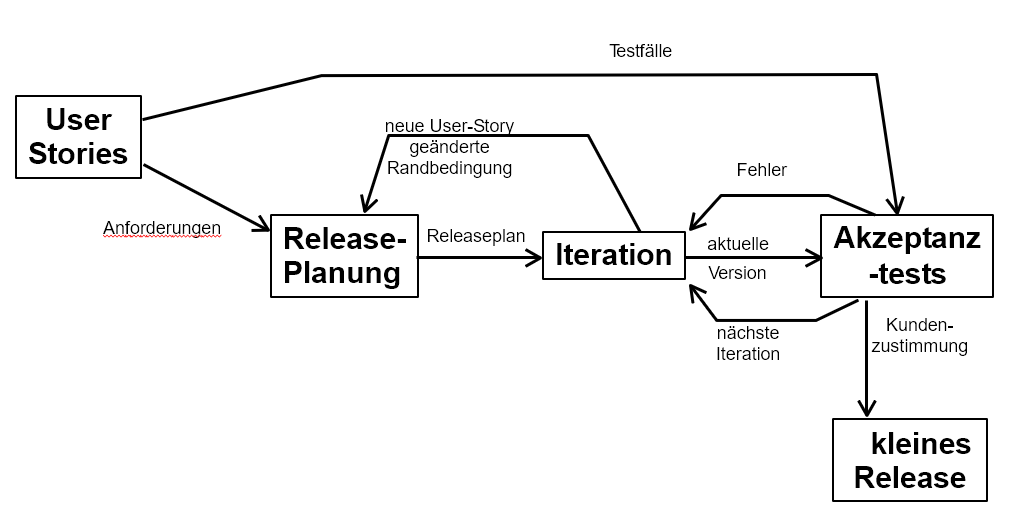 Testfälle
User
Stories
neue User-Story
geänderte
Randbedingung
Fehler
Anforderungen
Release-
Planung
Releaseplan
Iteration
aktuelle
Version
Akzeptanz
-tests
nächste
Iteration
Kunden-
zustimmung
kleines
Release